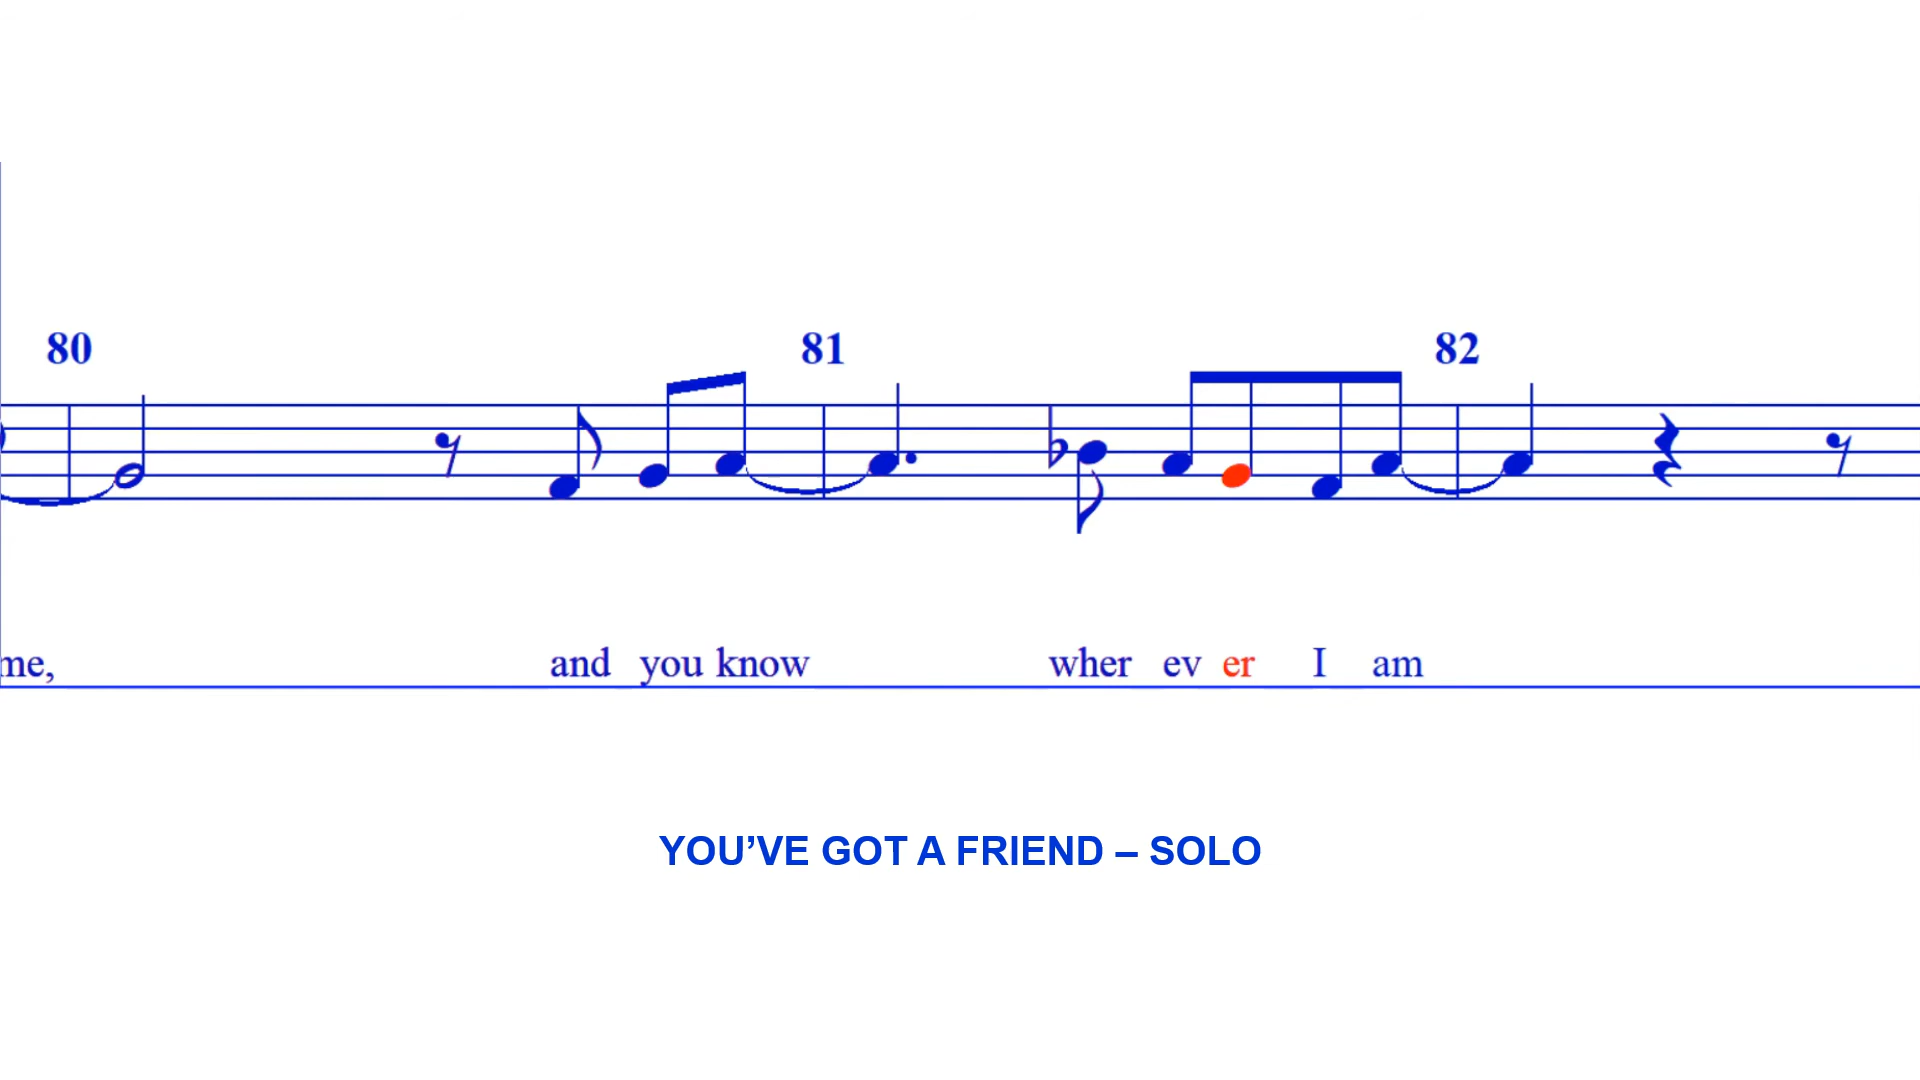 80 81 82
me, and you know wher ev er I am
YOU’VE GOT A FRIEND – SOLO